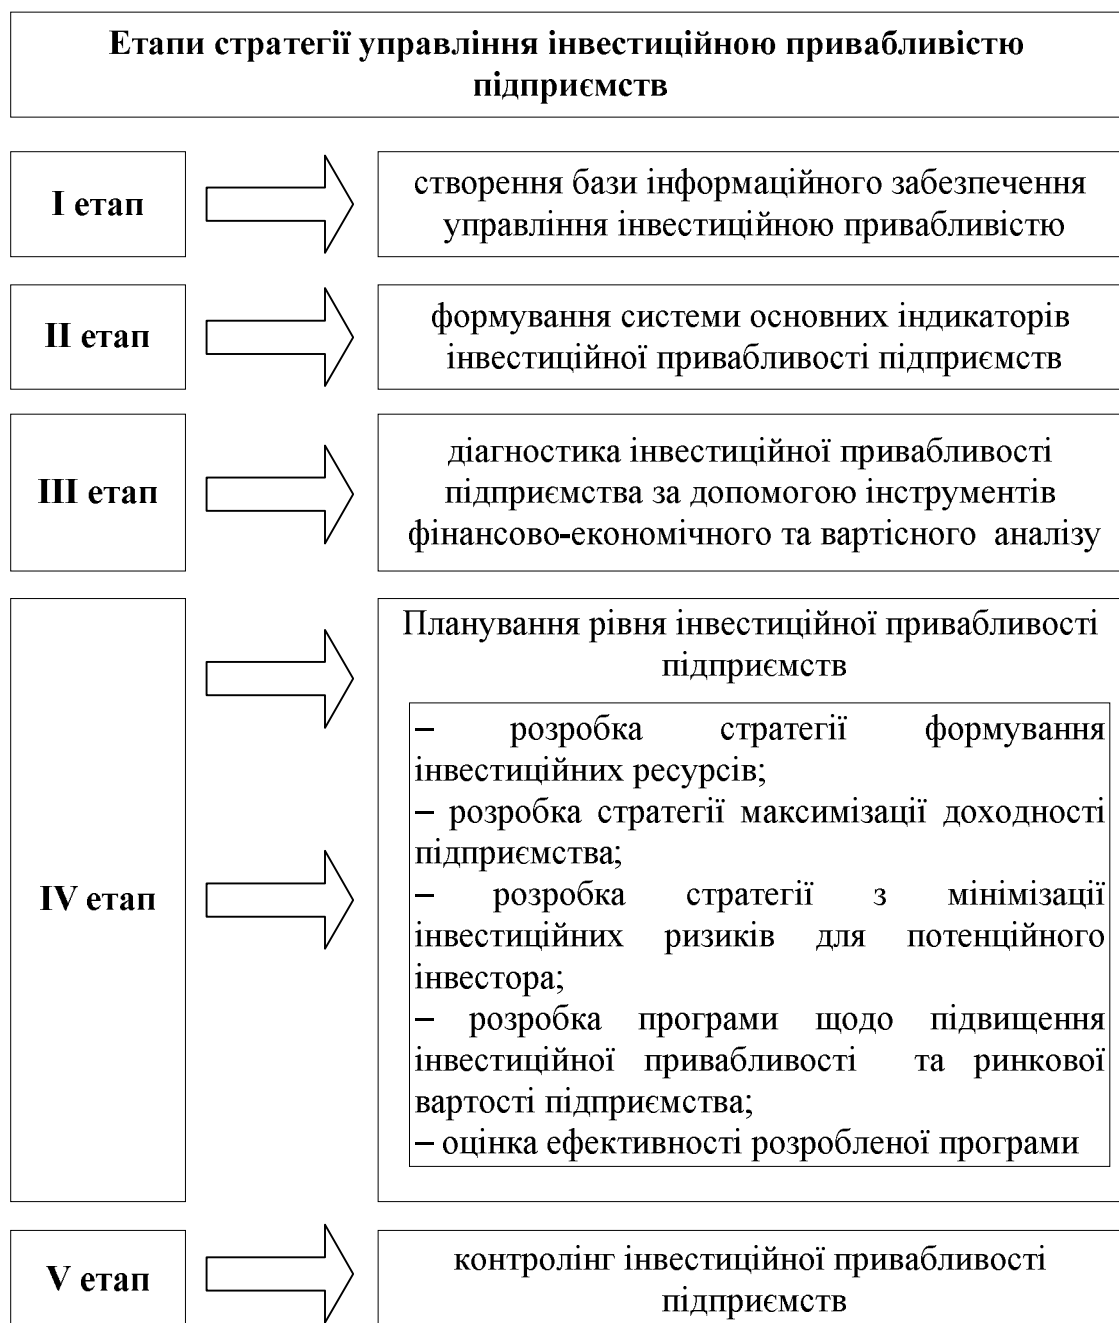 Етапи стратегії управління інвестиційною привабливістю
підприємств
І етап
створення бази інформаційного забезпечення
управління інвестиційною привабливістю
ІІ етап
формування системи основних індикаторів
інвестиційної привабливості підприємств
ІІІ етап
діагностика інвестиційної привабливості
підприємства за допомогою інструментів
фінансово-економічного та вартісного аналізу
IV етап
Планування рівня інвестиційної привабливості
підприємств
– розробка стратегії формування
інвестиційних ресурсів;
– розробка стратегії максимізації доходності
підприємства;
– розробка стратегії з мінімізації
інвестиційних ризиків для потенційного
інвестора;
– розробка програми щодо підвищення
інвестиційної привабливості та ринкової
вартості підприємства;
– оцінка ефективності розробленої програми
V етап
контролінг інвестиційної привабливості
підприємств